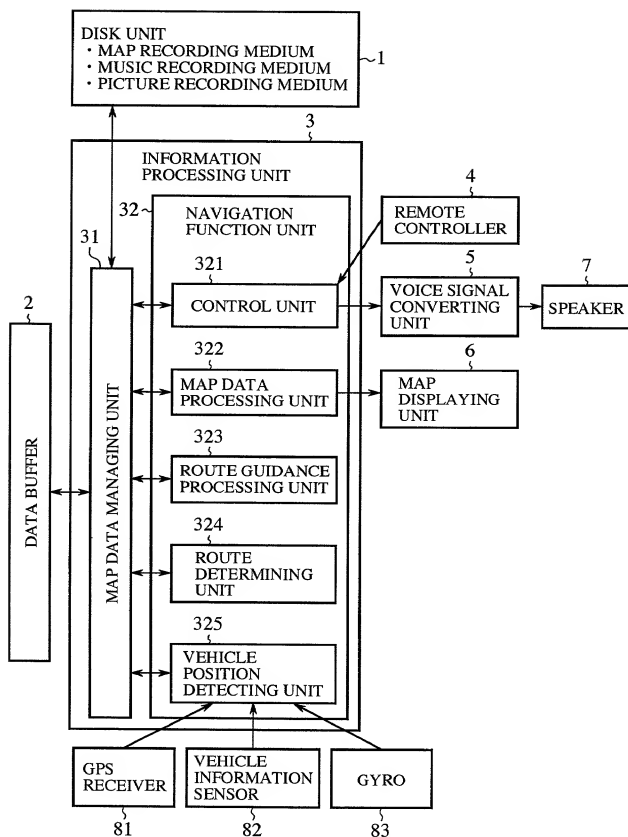 DISK UNIT
・MAP RECORDING MEDIUM
・MUSIC RECORDING MEDIUM
・PICTURE RECORDING MEDIUM
1
3
INFORMATION
PROCESSING UNIT
32
NAVIGATION
FUNCTION UNIT
4
REMOTE
CONTROLLER
31
321
CONTROL UNIT
5
VOICE SIGNAL
CONVERTING
UNIT
7
SPEAKER
2
DATA BUFFER
MAP DATA MANAGING UNIT
322
MAP DATA
PROCESSING UNIT
6
MAP
DISPLAYING
UNIT
323
ROUTE GUIDANCE
PROCESSING UNIT
324
ROUTE
DETERMINING
UNIT
325
VEHICLE
POSITION
DETECTING UNIT
GPS
RECEIVER
81
VEHICLE
INFORMATION
SENSOR
82
GYRO
83